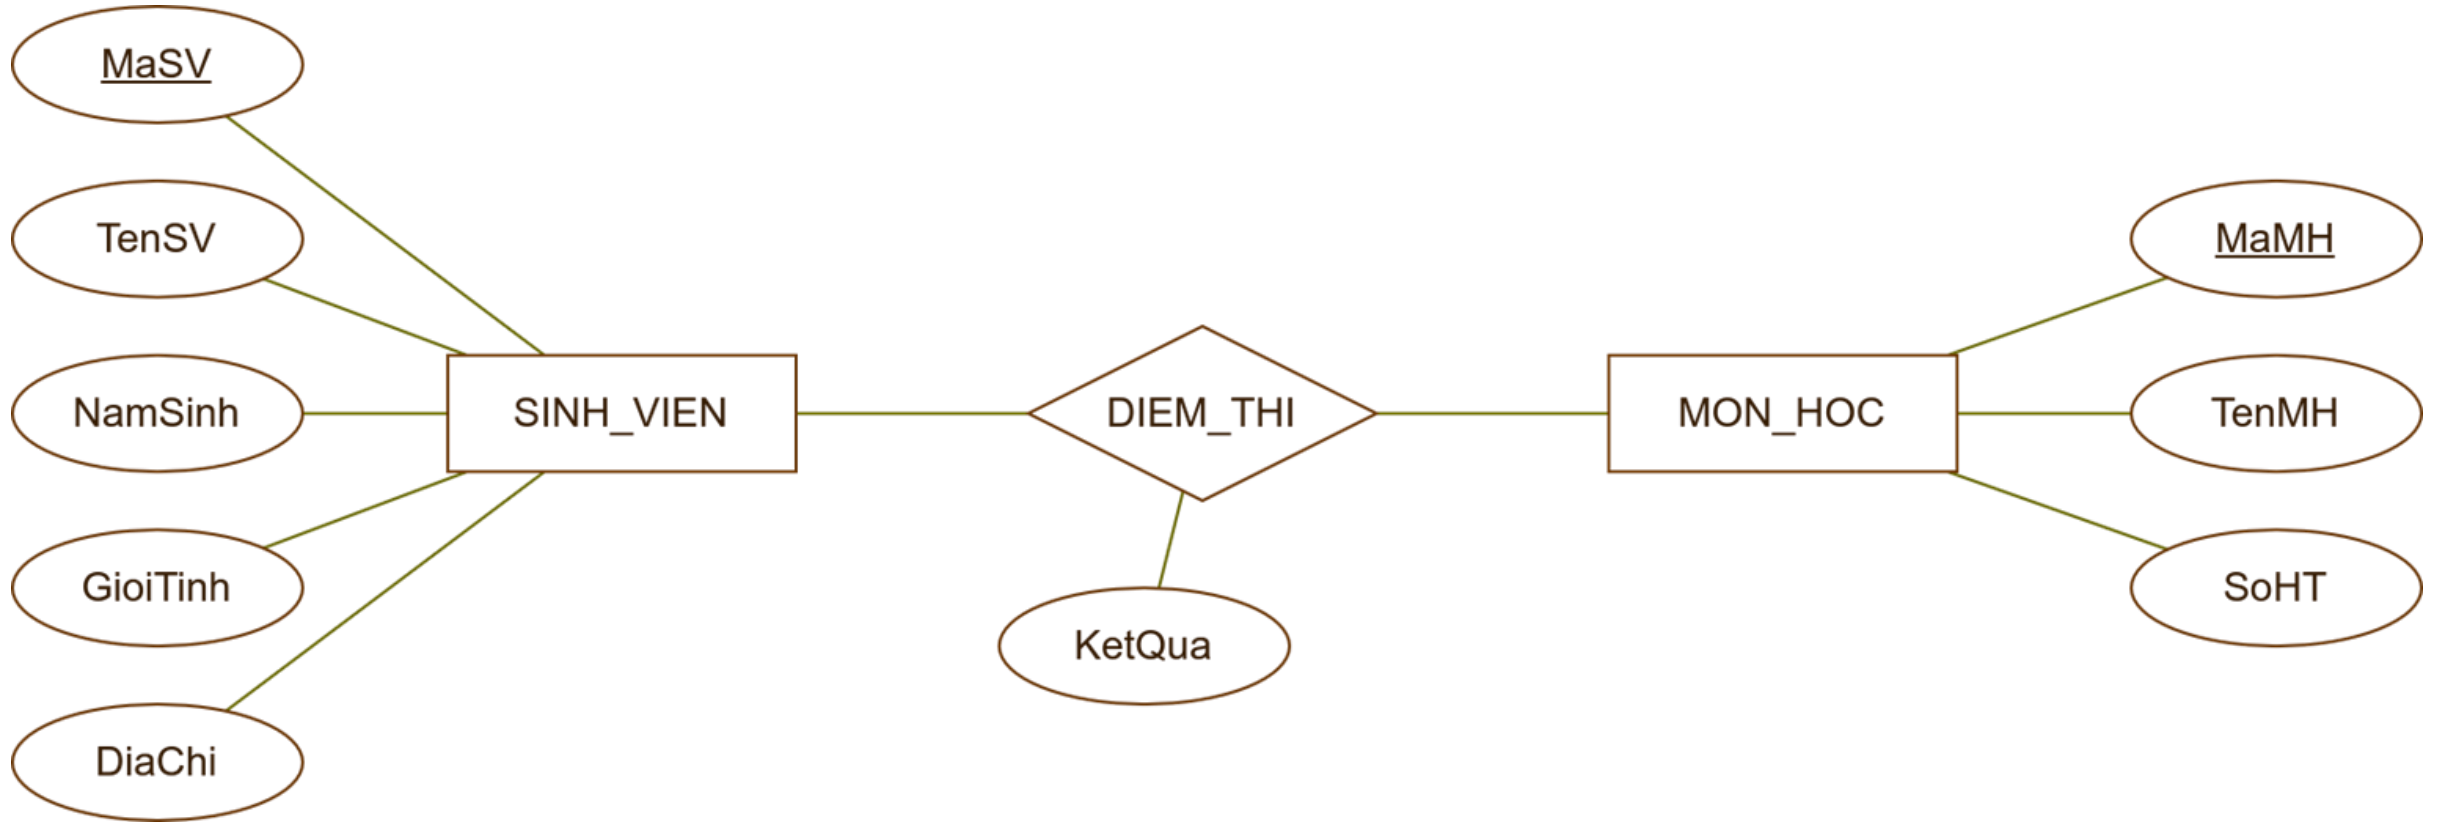 MaSV
TenSV
NamSinh
GioiTinh
DiaChi
SINH_VIEN
DIEM_THI
KetQua
MON_HOC
MaMH
TenMH
SoHT